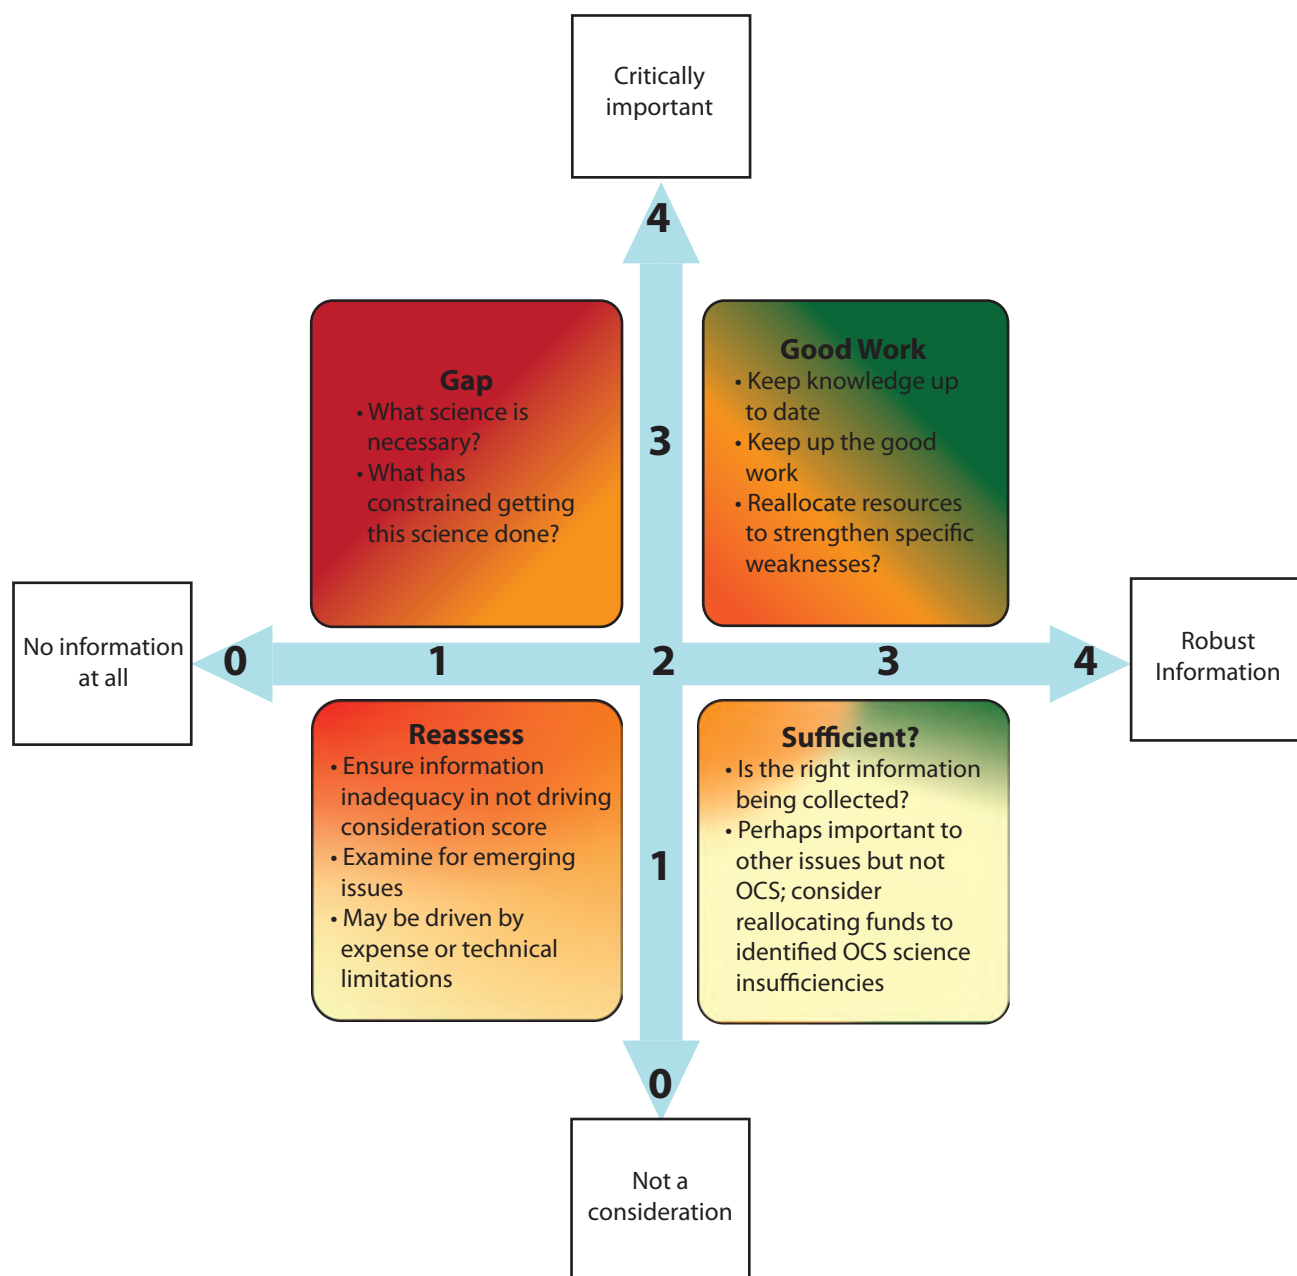 Critically
important
4
Gap
• What science is
necessary?
• What has
constrained getting
this science done?
3
Good Work
• Keep knowledge up
to date
• Keep up the good
work
• Reallocate resources
to strengthen specific
weaknesses?
No information
at all
0
1
2
3
4
Robust
Information
Reassess
• Ensure information
inadequacy in not driving
consideration score
• Examine for emerging
issues
• May be driven by
expense or technical
limitations
1
Sufficient?
• Is the right information
being collected?
• Perhaps important to
other issues but not
OCS; consider
reallocating funds to
identified OCS science
insufficiencies
0
Not a
consideration